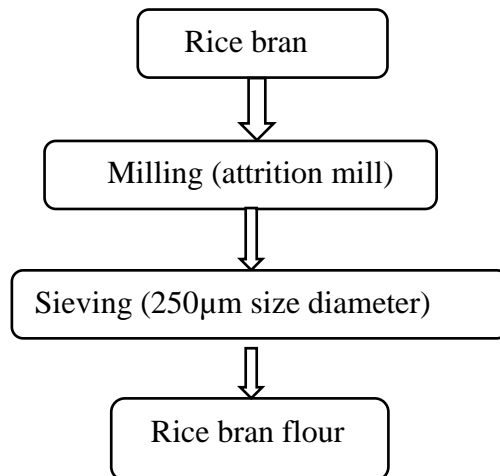 Rice bran
Milling (attrition mill)
Sieving (250µm size diameter)
Rice bran flour